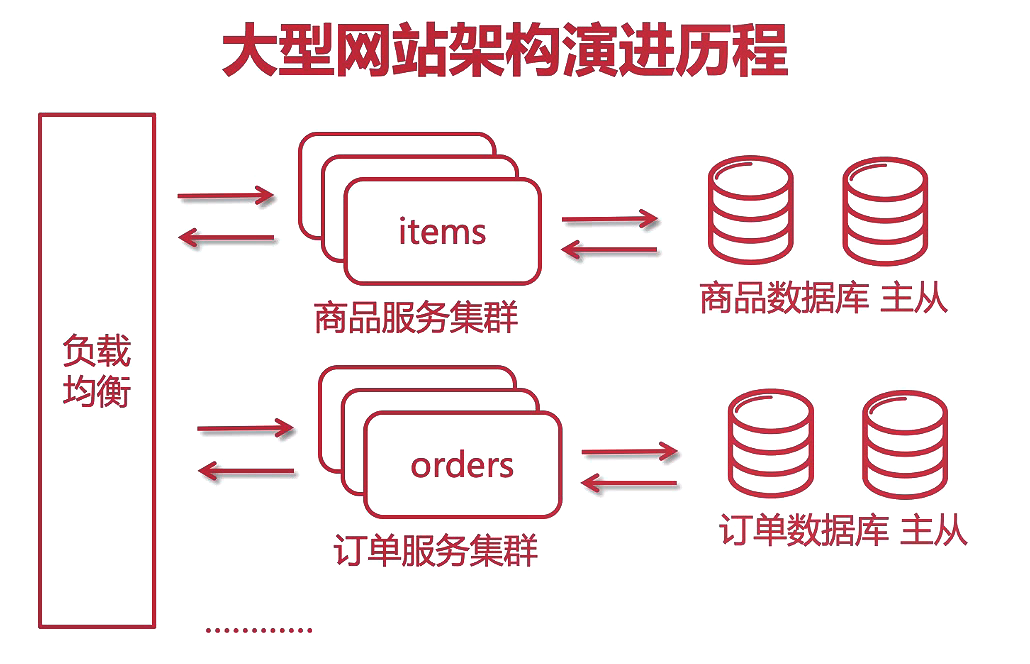 大型网站架构演进历程
负载
均衡
items
商品服务集群
商品数据库 主从
orders
订单服务集群
订单数据库 主从
............